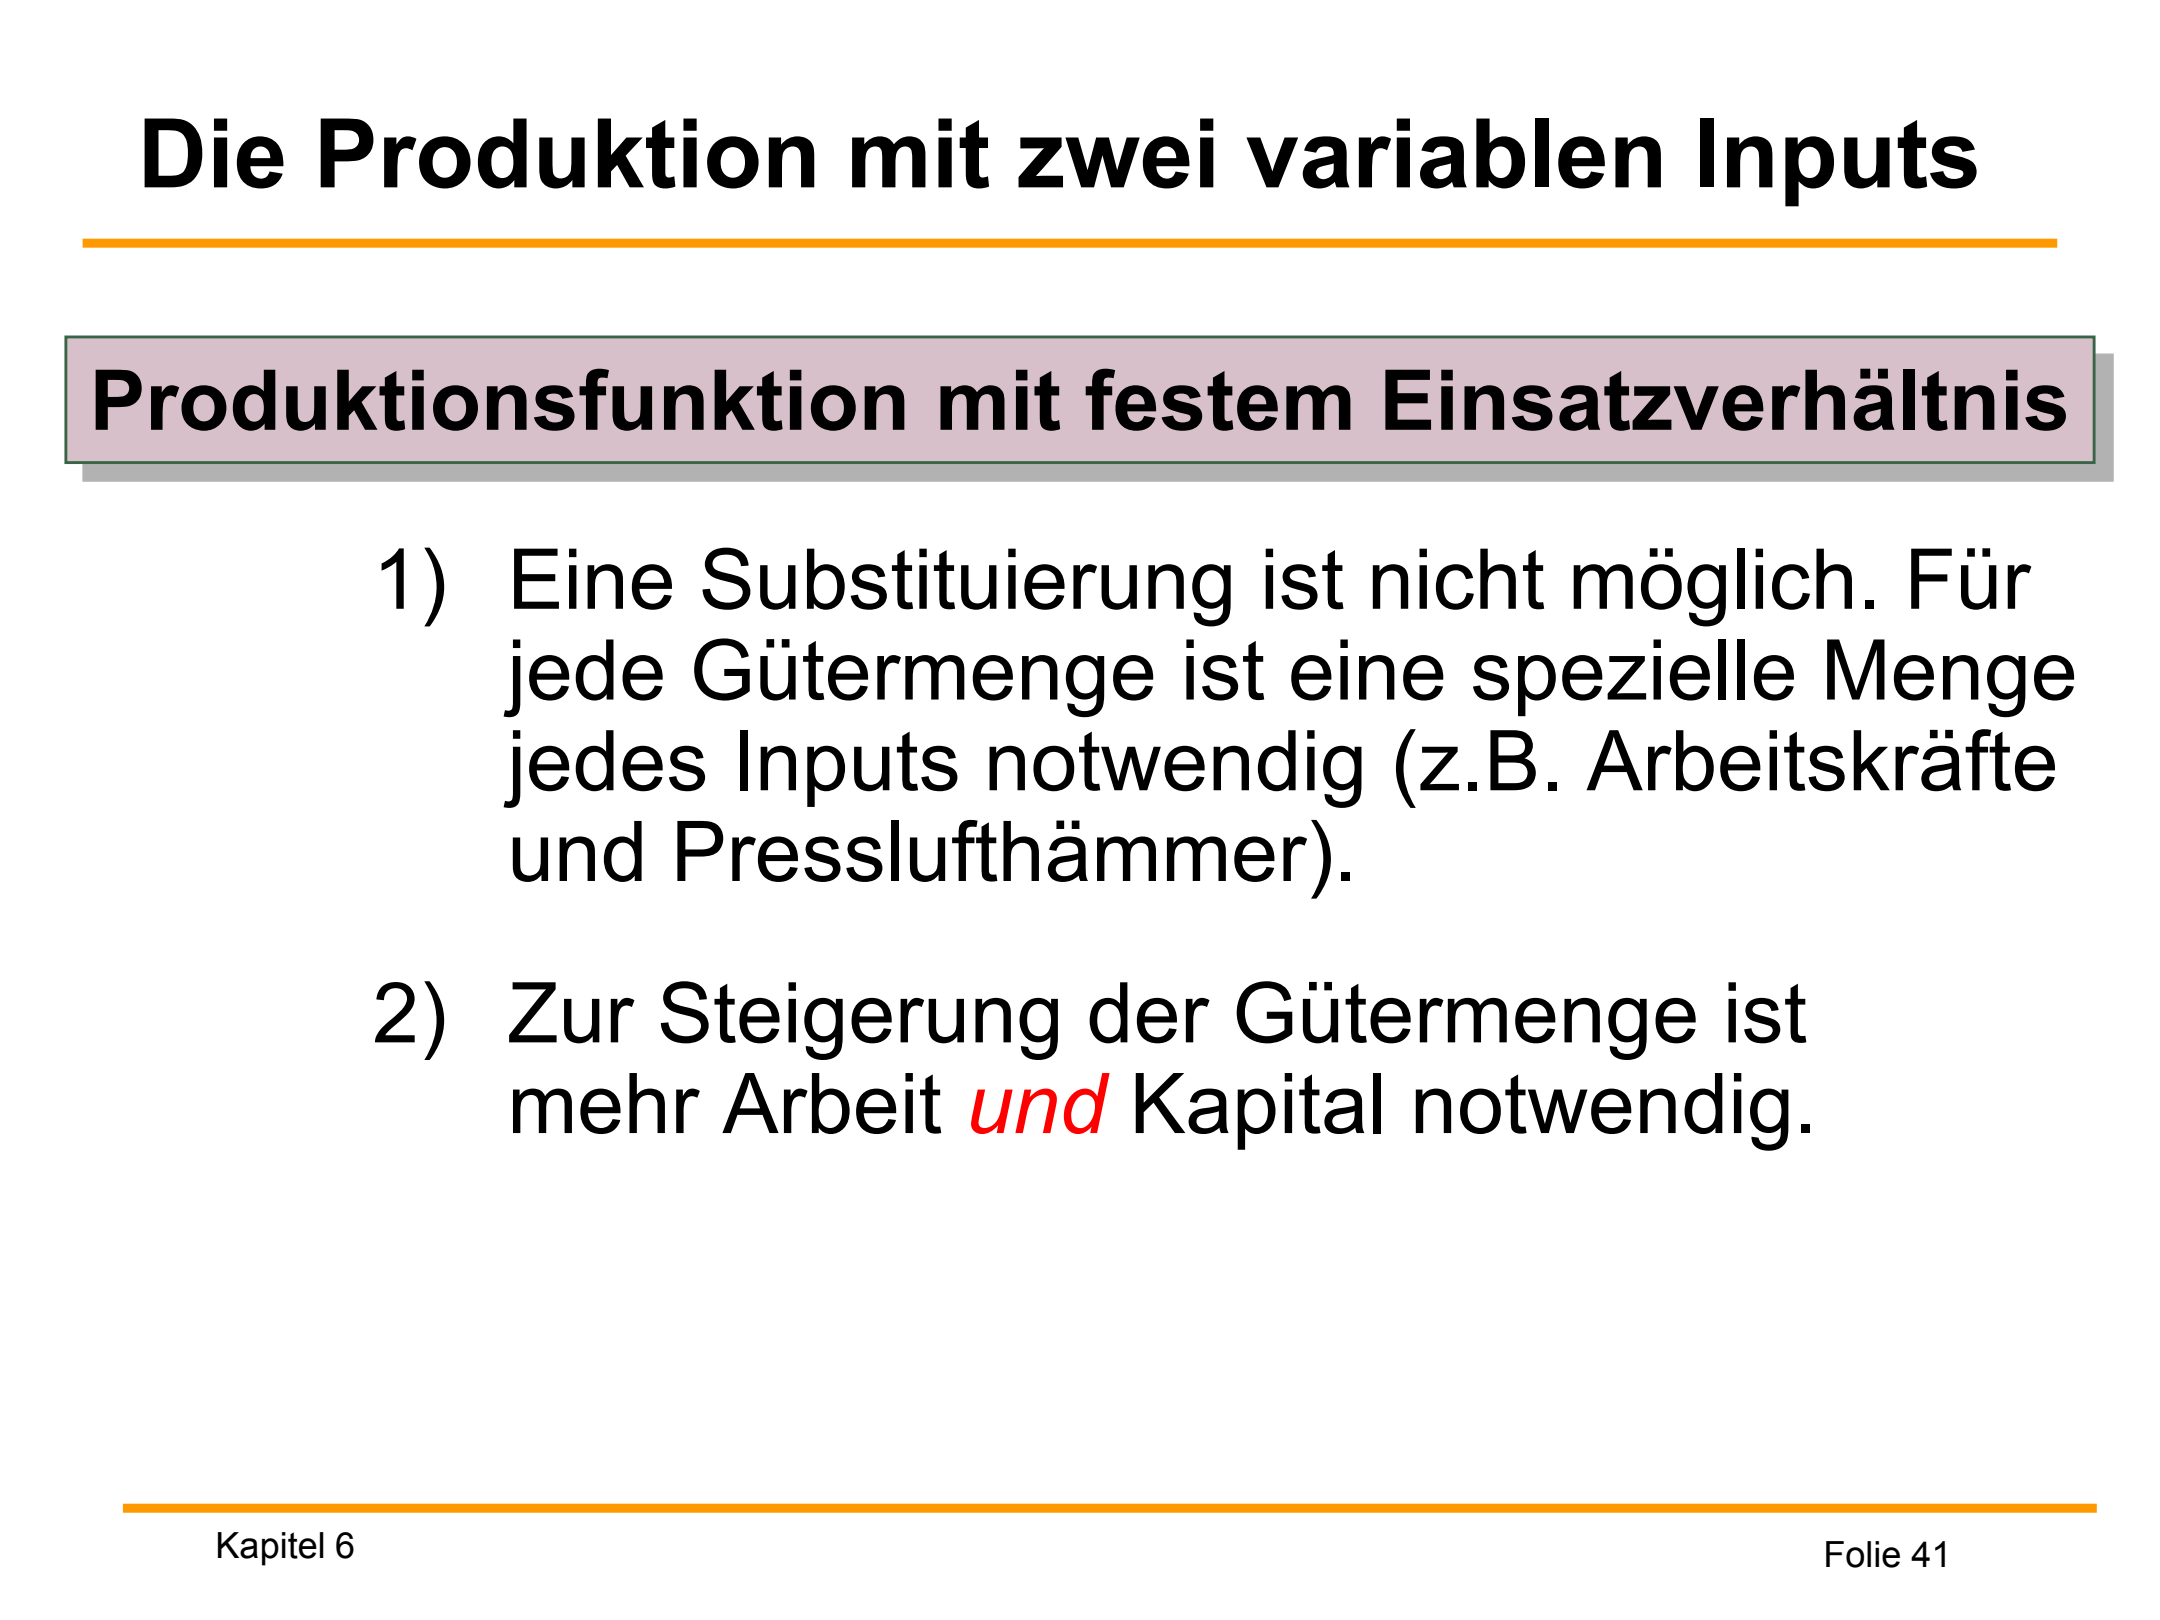 Die Produktion mit zwei variablen Inputs
Produktionsfunktion mit festem Einsatzverhältnis
1) Eine Substituierung ist nicht möglich. Für
jede Gütermenge ist eine spezielle Menge
jedes Inputs notwendig (z.B. Arbeitskräfte
und Presslufthämmer).
2) Zur Steigerung der Gütermenge ist
mehr Arbeit und Kapital notwendig.
Kapitel 6
Folie 41